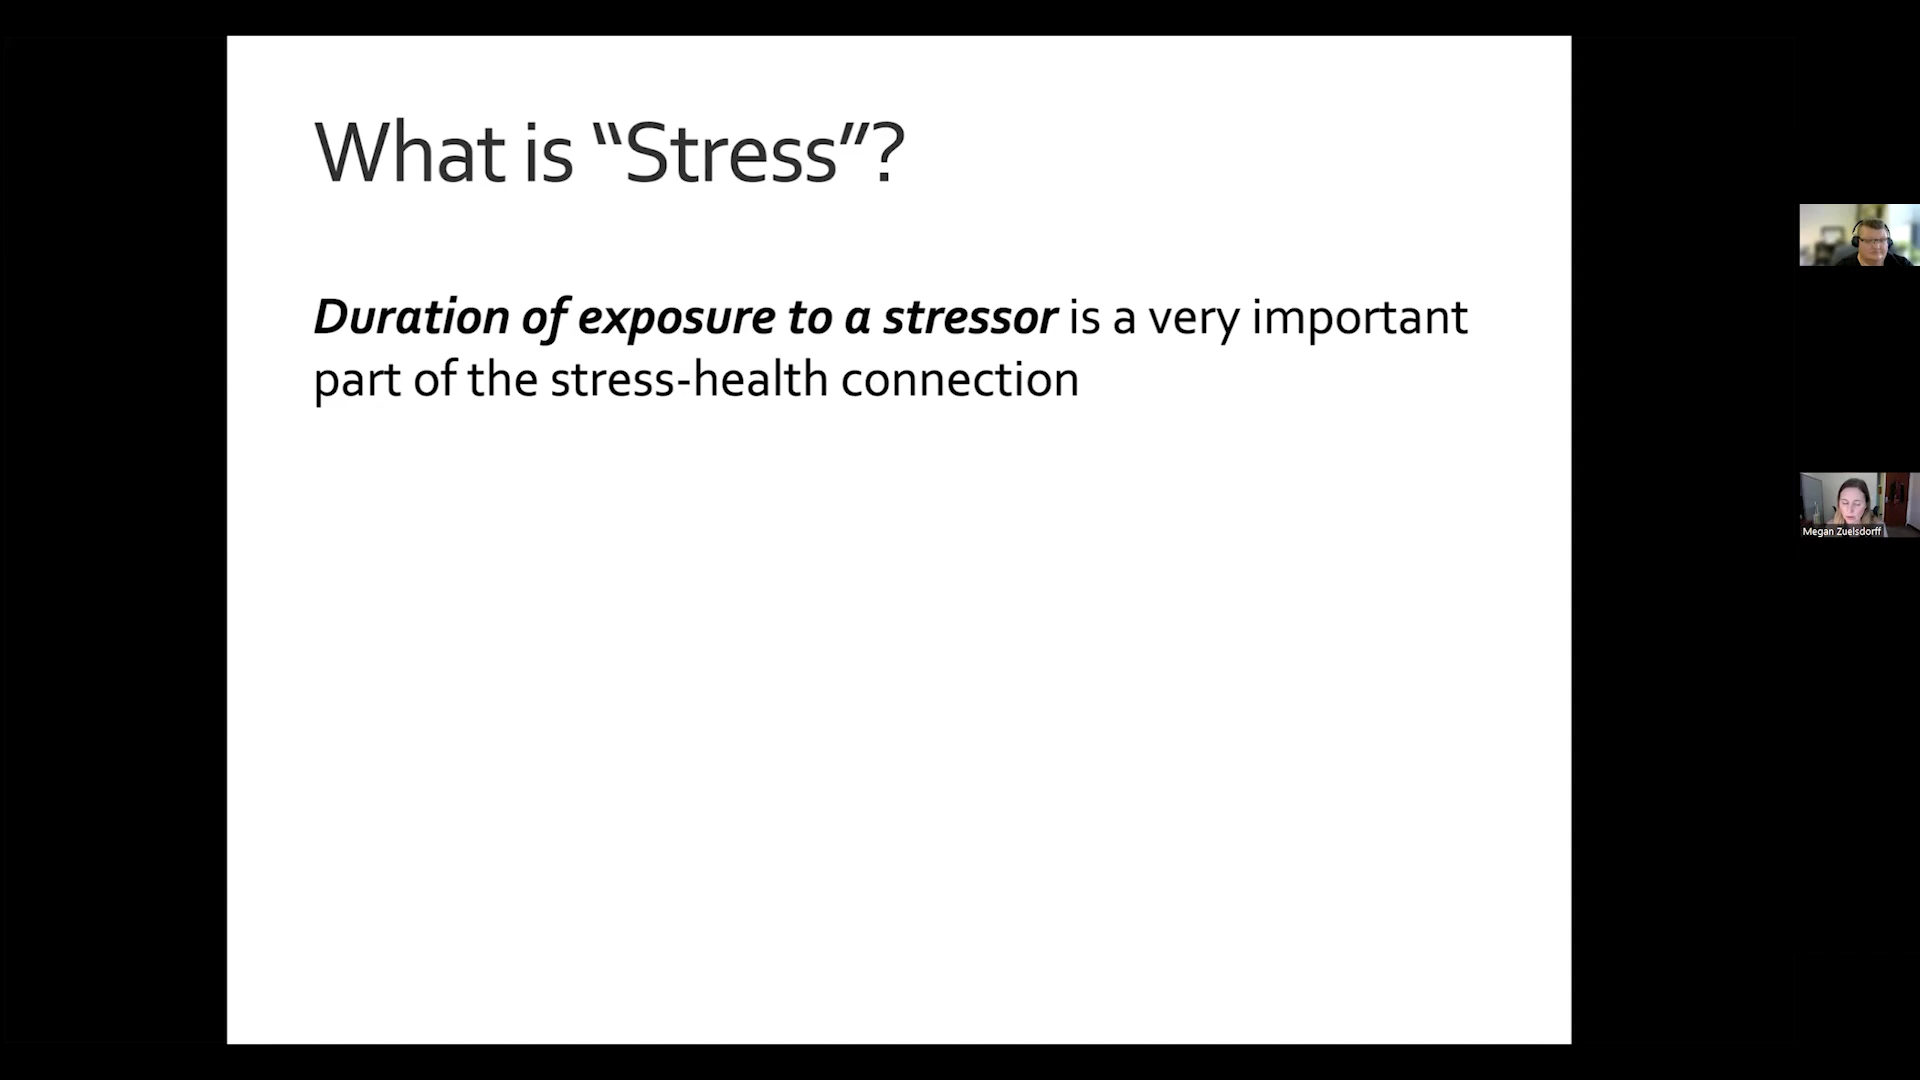 What is “Stress”?
Duration of exposure to a stressor is a very important
part of the stress-health connection
Megan Zuelsdorff